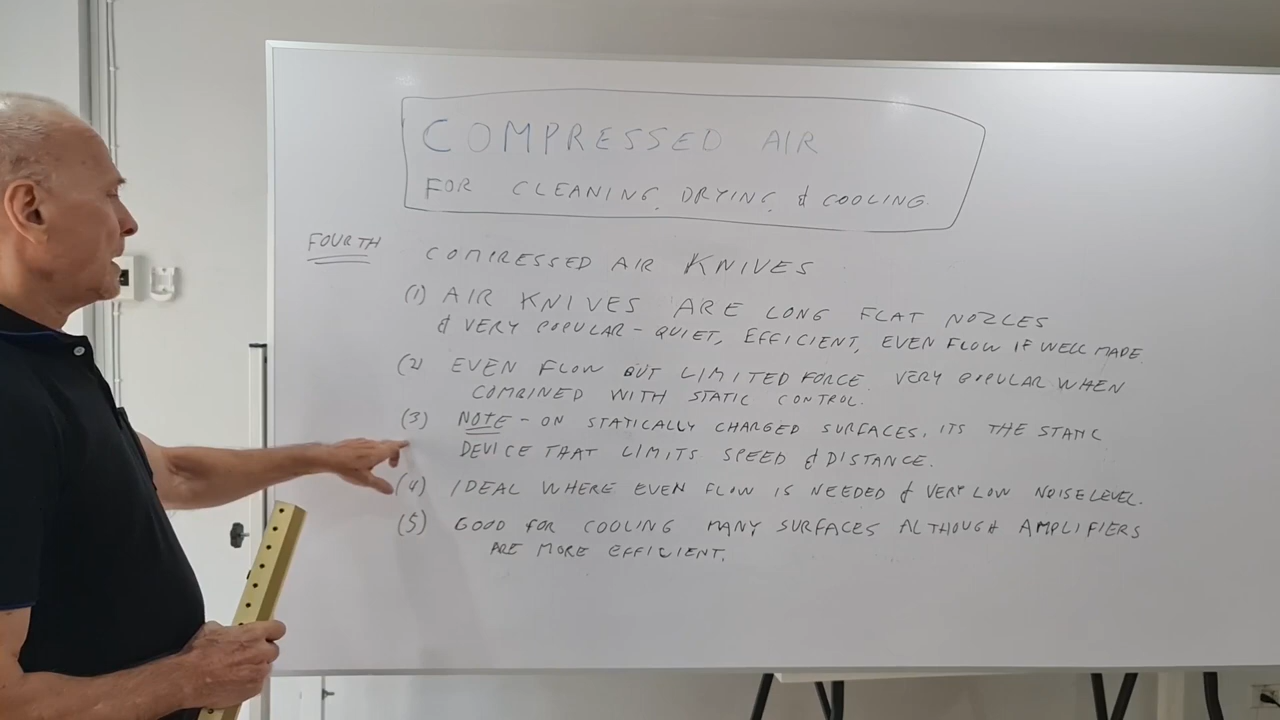 COMPRESSED AIR
FOR CLEANING, DRYING, & COOLING.
FOURTH COMPRESSED AIR KNIVES
(1) AIR KNIVES ARE LONG FLAT NOZZLES
& VERY POPULAR - QUIET, EFFICIENT, EVEN FLOW IF WELL MADE.
(2) EVEN FLOW BUT LIMITED FORCE. VERY POPULAR WHEN
COMBINED WITH STATIC CONTROL.
(3) NOTE - ON STATICALLY CHARGED SURFACES, ITS THE STATIC
DEVICE THAT LIMITS SPEED & DISTANCE.
(4) IDEAL WHERE EVEN FLOW IS NEEDED & VERY LOW NOISE LEVEL.
(5) GOOD FOR COOLING MANY SURFACES ALTHOUGH AMPLIFIERS
ARE MORE EFFICIENT.